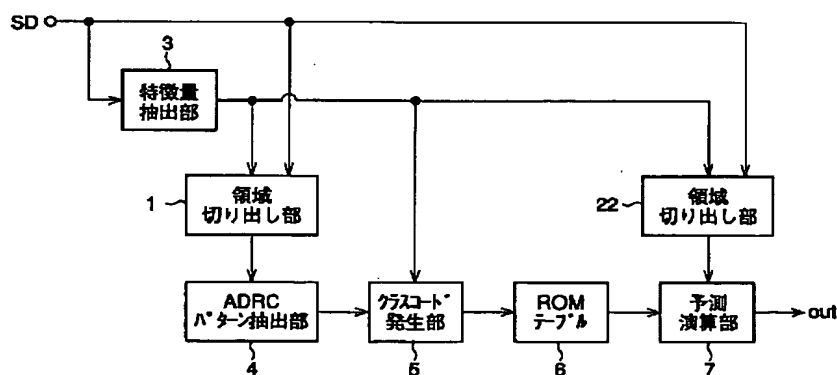 SD
3
特徴量
抽出部
1
領域
切り出し部
22
領域
切り出し部
ADRC
パターン抽出部
クラスコード
発生部
ROM
テーブル
予測
演算部
out
4
5
6
7